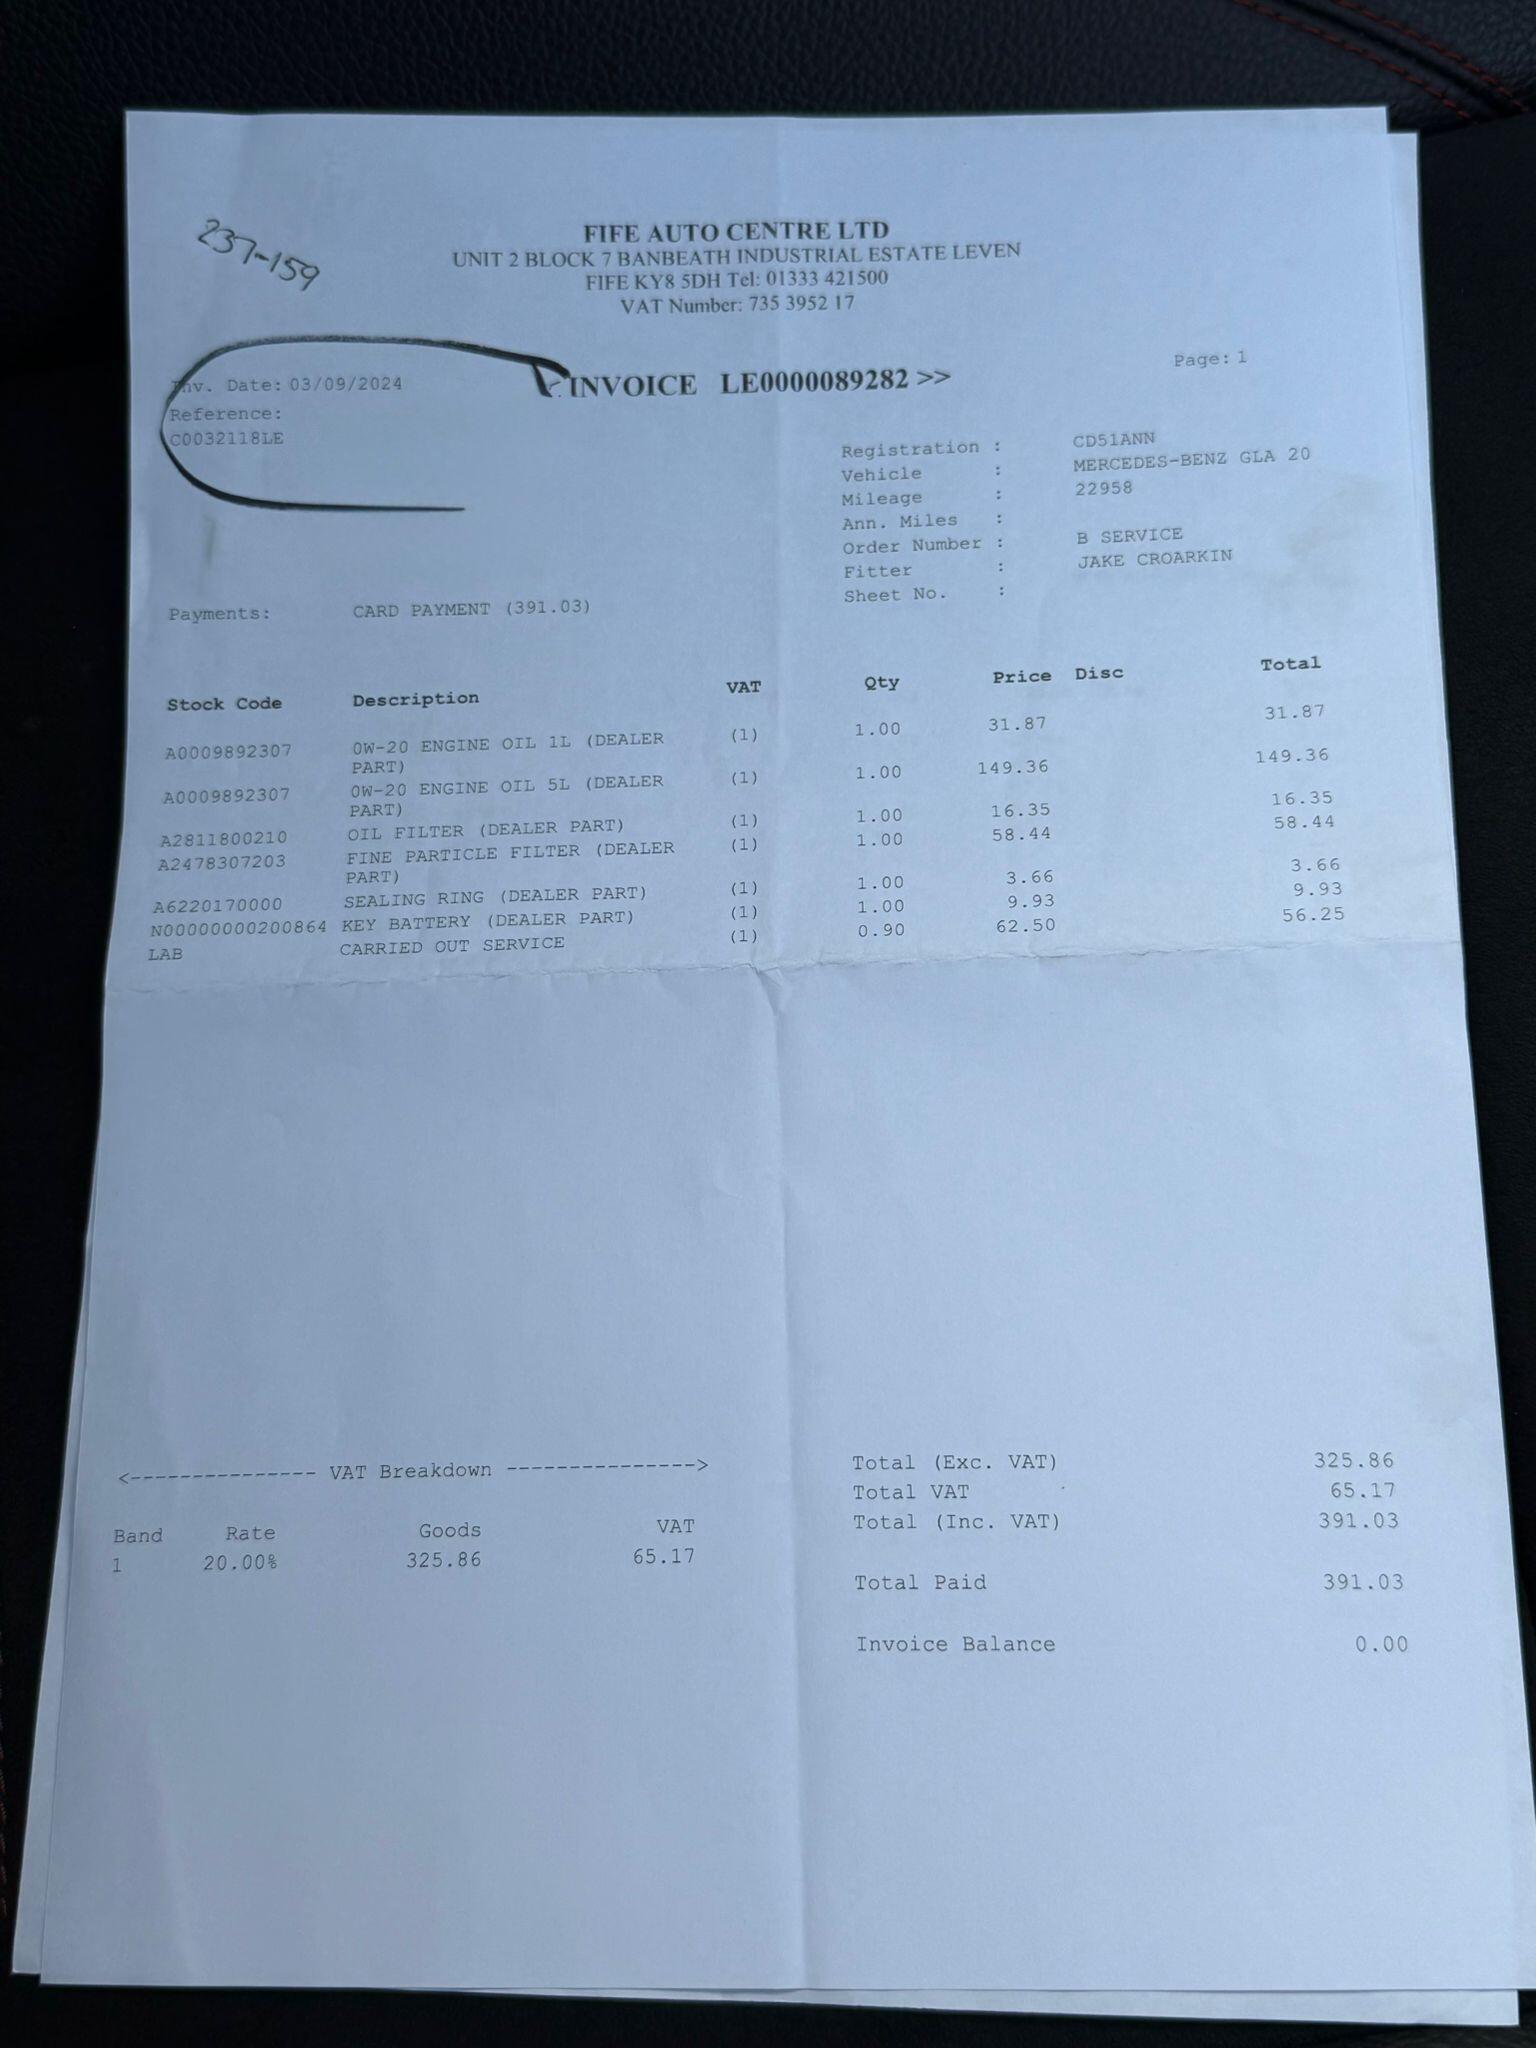 237-159
FIFE AUTO CENTRE LTD
UNIT 2 BLOCK 7 BANBEATH INDUSTRIAL ESTATE LEVEN
FIFE KY8 5DH Tel: 01333 421500
VAT Number: 735 3952 17
Inv. Date: 03/09/2024
INVOICE LE0000089282 >>
Page: 1
Reference:
C0032118LE
Registration : CD51ANN
Vehicle : MERCEDES-BENZ GLA 20
Mileage : 22958
Ann. Miles :
Order Number : B SERVICE
Fitter : JAKE CROARKIN
Sheet No. :
Payments: CARD PAYMENT (391.03)
Stock Code Description VAT Qty Price Disc Total
A0009892307 0W-20 ENGINE OIL 1L (DEALER (1) 1.00 31.87 31.87
PART)
A0009892307 0W-20 ENGINE OIL 5L (DEALER (1) 1.00 149.36 149.36
PART)
A2811800210 OIL FILTER (DEALER PART) (1) 1.00 16.35 16.35
A2478307203 FINE PARTICLE FILTER (DEALER (1) 1.00 58.44 58.44
PART)
A6220170000 SEALING RING (DEALER PART) (1) 1.00 3.66 3.66
N00000000200864 KEY BATTERY (DEALER PART) (1) 1.00 9.93 9.93
LAB CARRIED OUT SERVICE (1) 0.90 62.50 56.25
<--------------- VAT Breakdown --------------->
Band Rate Goods VAT
1 20.00% 325.86 65.17
Total (Exc. VAT) 325.86
Total VAT 65.17
Total (Inc. VAT) 391.03
Total Paid 391.03
Invoice Balance 0.00